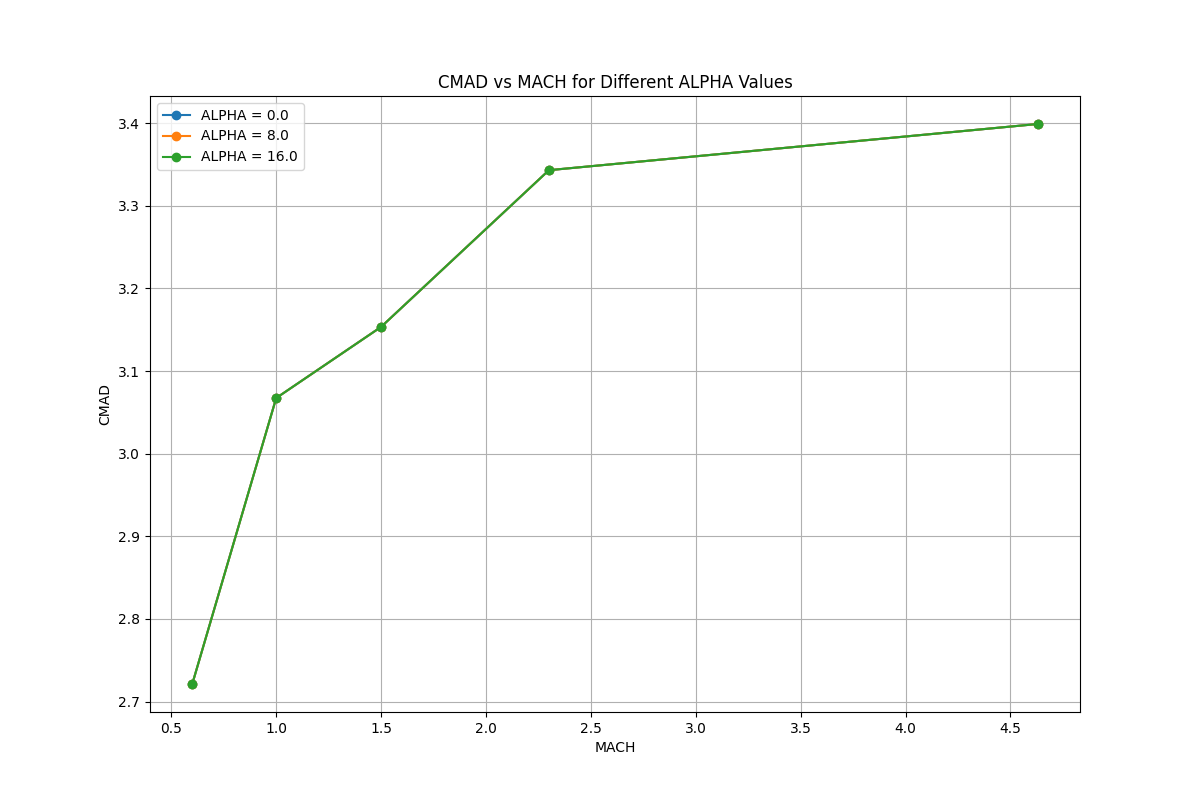 CMAD vs MACH for Different ALPHA Values
ALPHA = 0.0
ALPHA = 8.0
ALPHA = 16.0
3.4
3.3
3.2
3.1
3.0
2.9
2.8
2.7
CMAD
0.5 1.0 1.5 2.0 2.5 3.0 3.5 4.0 4.5
MACH